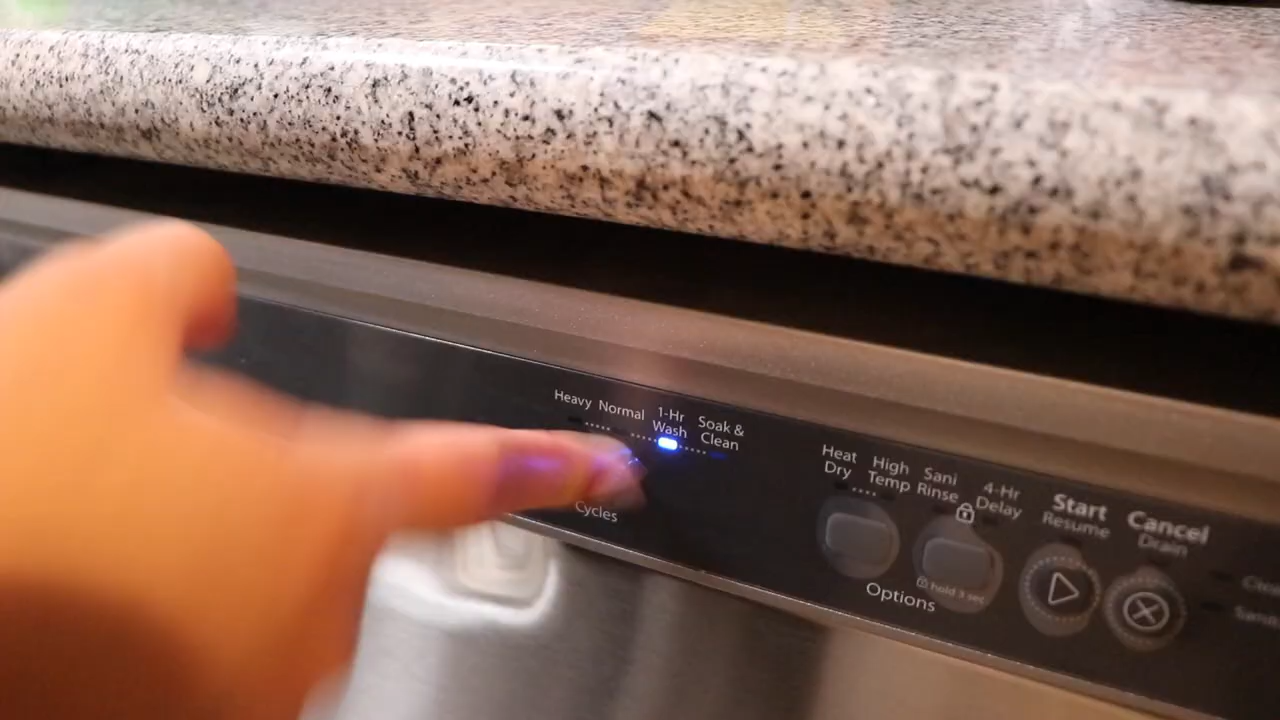 Heavy Normal 1-Hr Wash Soak & Clean
Cycles
Heat Dry High Temp Sani Rinse 4-Hr Delay
hold 3 sec
Options
Start Resume
Cancel Drain